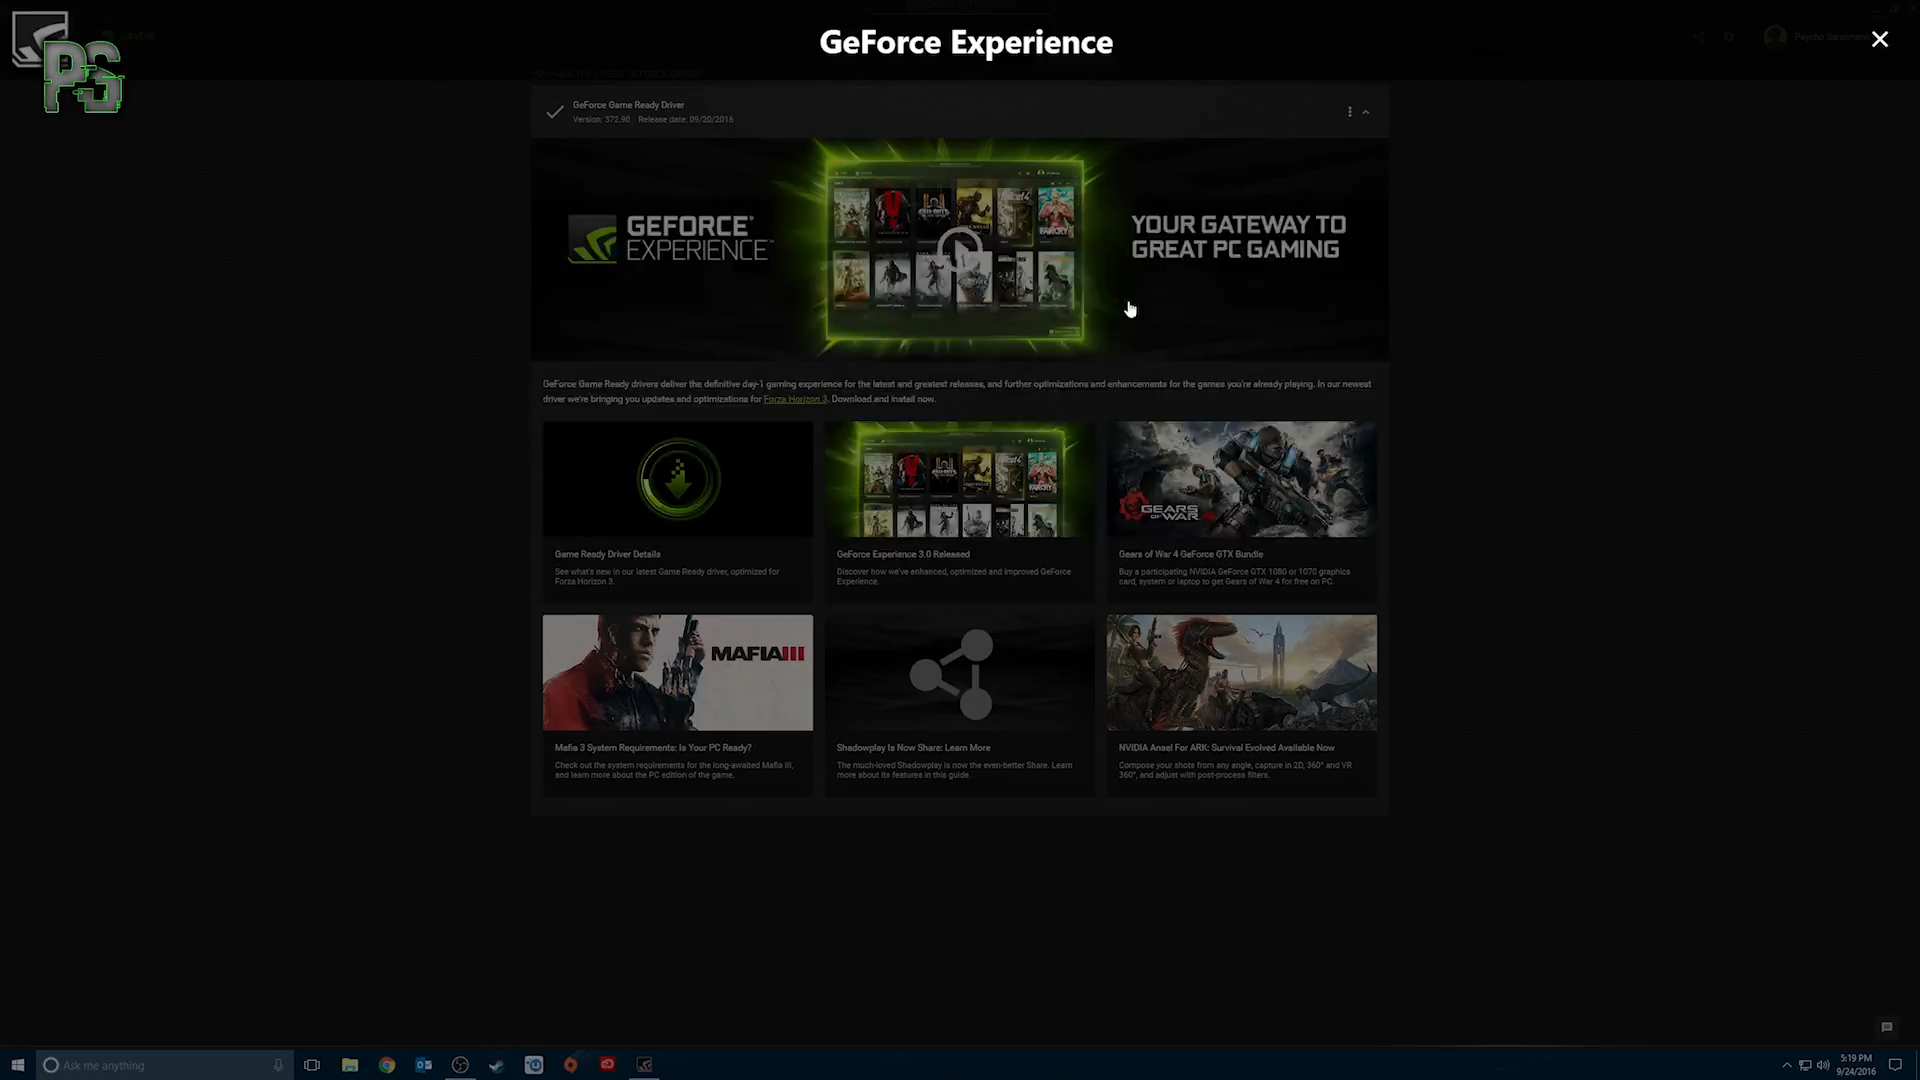 GeForce Experience
PS
GeForce Game Ready Driver
Version: 372.90 Release date: 09/20/2016
GEFORCE®
EXPERIENCE™
YOUR GATEWAY TO
GREAT PC GAMING
GeForce Game Ready drivers deliver the definitive day-1 gaming experience for the latest and greatest releases, and further optimizations and enhancements for the games you're already playing. In our newest
driver we're bringing you updates and optimizations for Forza Horizon 3. Download and install now.
GEARS
OF WAR 4
Game Ready Driver Details
See what's new in our latest Game Ready driver, optimized for
Forza Horizon 3.
GeForce Experience 3.0 Released
Discover how we've enhanced, optimized and improved GeForce
Experience.
Gears of War 4 GeForce GTX Bundle
Buy a participating NVIDIA GeForce GTX 1080 or 1070 graphics
card, system or laptop to get Gears of War 4 for free on PC.
MAFIA III
Mafia 3 System Requirements: Is Your PC Ready?
Check out the system requirements for the long-awaited Mafia III,
and learn more about the PC edition of the game.
Shadowplay Is Now Share: Learn More
The much-loved Shadowplay is now the even-better Share. Learn
more about its features in this guide.
NVIDIA Ansel For ARK: Survival Evolved Available Now
Compose your shots from any angle, capture in 2D, 360° and VR
360°, and adjust with post-process filters.
Ask me anything
5:19 PM
9/24/2016